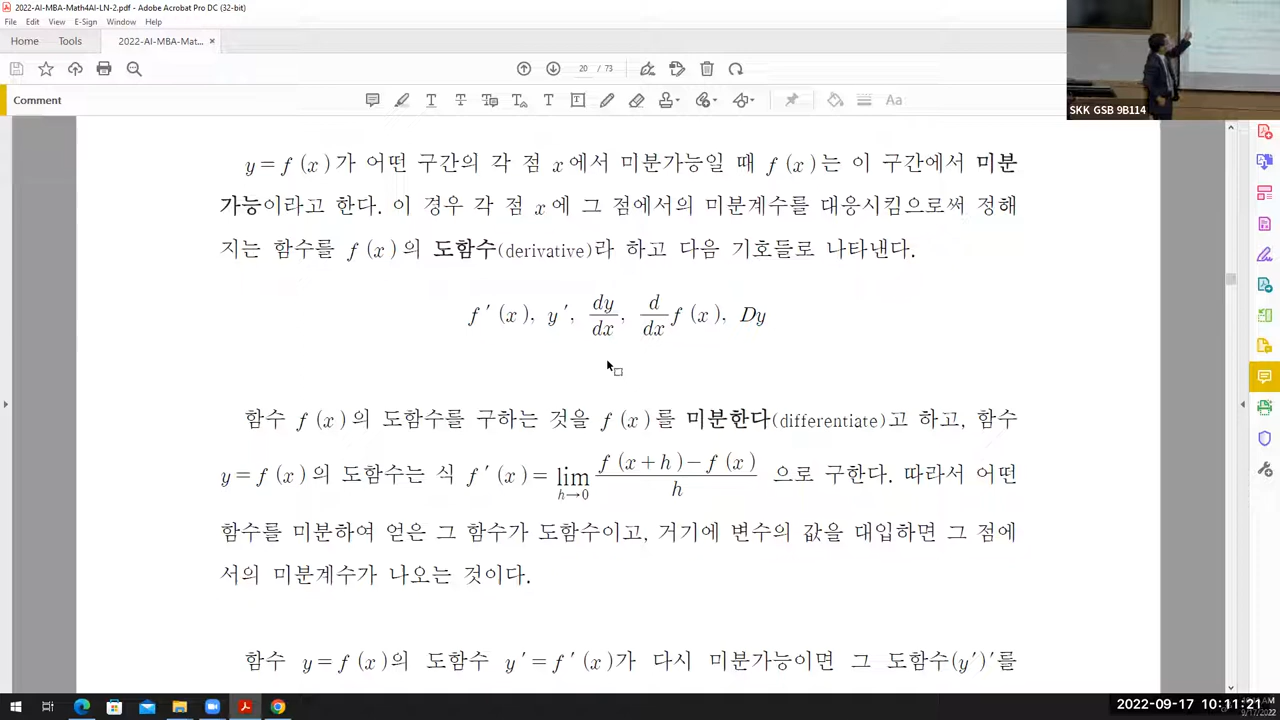 2022-AI-MBA-Math4AI-LN-2.pdf - Adobe Acrobat Pro DC (32-bit)
File Edit View E-Sign Window Help
Home Tools 2022-AI-MBA-Mat... ×
20 / 73
Comment
SKK GSB 9B114
y=f(x)가 어떤 구간의 각 점 x에서 미분가능일 때 f(x)는 이 구간에서 미분
가능이라고 한다. 이 경우 각 점 x에 그 점에서의 미분계수를 대응시킴으로써 정해
지는 함수를 f(x)의 도함수(derivative)라 하고 다음 기호들로 나타낸다.
f′(x), y′, dy/dx, d/dx f(x), Dy
함수 f(x)의 도함수를 구하는 것을 f(x)를 미분한다(differentiate)고 하고, 함수
y=f(x)의 도함수는 식 f′(x)=lim h→0 f(x+h)−f(x)/h 으로 구한다. 따라서 어떤
함수를 미분하여 얻은 그 함수가 도함수이고, 거기에 변수의 값을 대입하면 그 점에
서의 미분계수가 나오는 것이다.
함수 y=f(x)의 도함수 y′=f′(x)가 다시 미분가능이면 그 도함수(y′)′를
2022-09-17 10:11:21